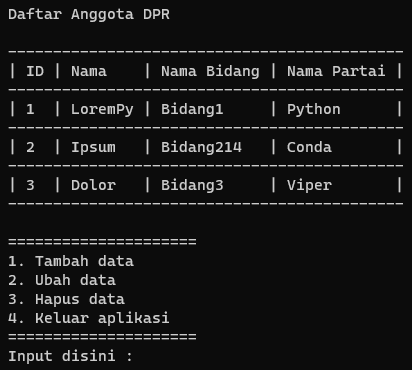 Daftar Anggota DPR
--------------------------------------------
| ID | Nama    | Nama Bidang | Nama Partai |
--------------------------------------------
| 1  | LoremPy | Bidang1     | Python      |
--------------------------------------------
| 2  | Ipsum   | Bidang214   | Conda       |
--------------------------------------------
| 3  | Dolor   | Bidang3     | Viper       |
--------------------------------------------
=====================
1. Tambah data
2. Ubah data
3. Hapus data
4. Keluar aplikasi
=====================
Input disini :